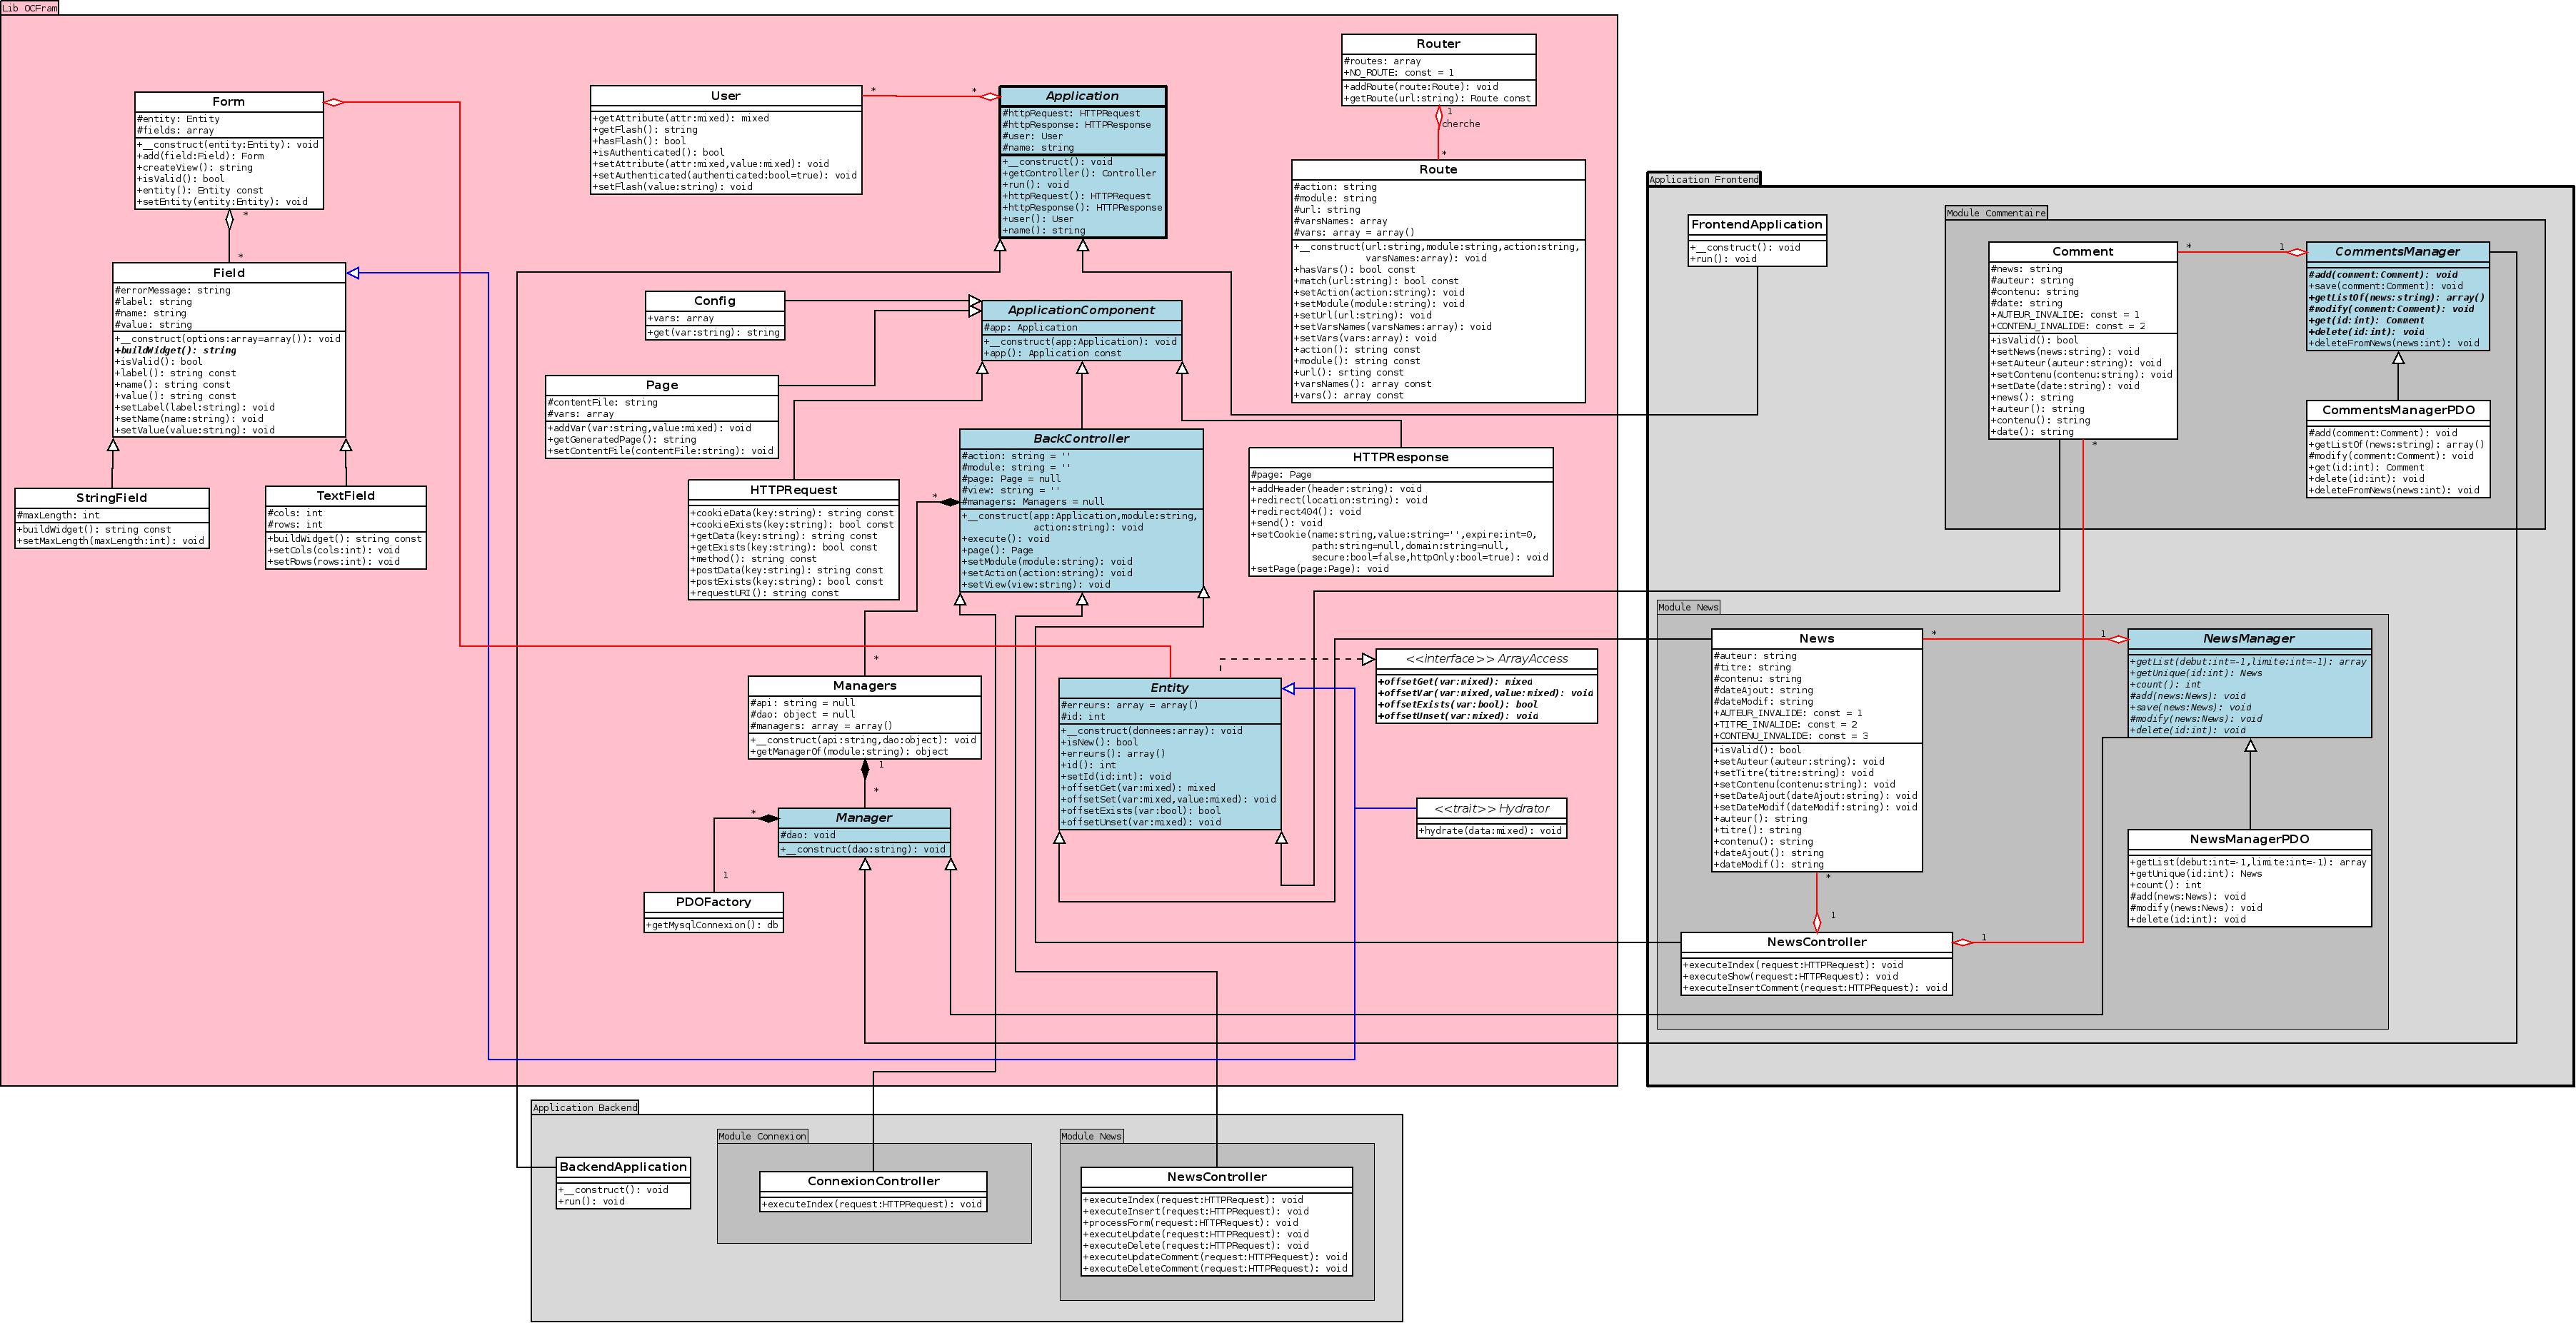 Lib OCFram
Form
#entity: Entity
#fields: array
+__construct(entity:Entity): void
+add(field:Field): Form
+createView(): string
+isValid(): bool
+entity(): Entity const
+setEntity(entity:Entity): void
*
*
Field
#errorMessage: string
#label: string
#name: string
#value: string
+__construct(options:array=array()): void
+buildWidget(): string
+isValid(): bool
+label(): string const
+name(): string const
+value(): string const
+setLabel(label:string): void
+setName(name:string): void
+setValue(value:string): void
StringField
#maxLength: int
+buildWidget(): string const
+setMaxLength(maxLength:int): void
TextField
#cols: int
#rows: int
+buildWidget(): string const
+setCols(cols:int): void
+setRows(rows:int): void
User
+getAttribute(attr:mixed): mixed
+getFlash(): string
+hasFlash(): bool
+isAuthenticated(): bool
+setAttribute(attr:mixed,value:mixed): void
+setAuthenticated(authenticated:bool=true): void
+setFlash(value:string): void
*
*
Application
#httpRequest: HTTPRequest
#httpResponse: HTTPResponse
#user: User
#name: string
+__construct(): void
+getController(): Controller
+run(): void
+httpRequest(): HTTPRequest
+httpResponse(): HTTPResponse
+user(): User
+name(): string
Router
#routes: array
+NO_ROUTE: const = 1
+addRoute(route:Route): void
+getRoute(url:string): Route const
1
cherche
*
Route
#action: string
#module: string
#url: string
#varsNames: array
#vars: array = array()
+__construct(url:string,module:string,action:string,
varsNames:array): void
+hasVars(): bool const
+match(url:string): bool const
+setAction(action:string): void
+setModule(module:string): void
+setUrl(url:string): void
+setVarsNames(varsNames:array): void
+setVars(vars:array): void
+action(): string const
+module(): string const
+url(): srting const
+varsNames(): array const
+vars(): array const
Config
+vars: array
+get(var:string): string
ApplicationComponent
#app: Application
+__construct(app:Application): void
+app(): Application const
Page
#contentFile: string
#vars: array
+addVar(var:string,value:mixed): void
+getGeneratedPage(): string
+setContentFile(contentFile:string): void
HTTPRequest
+cookieData(key:string): string const
+cookieExists(key:string): bool const
+getData(key:string): string const
+getExists(key:string): bool const
+method(): string const
+postData(key:string): string const
+postExists(key:string): bool const
+requestURI(): string const
BackController
#action: string = ''
#module: string = ''
#page: Page = null
#view: string = ''
#managers: Managers = null
+__construct(app:Application,module:string,
action:string): void
+execute(): void
+page(): Page
+setModule(module:string): void
+setAction(action:string): void
+setView(view:string): void
*
*
HTTPResponse
#page: Page
+addHeader(header:string): void
+redirect(location:string): void
+redirect404(): void
+send(): void
+setCookie(name:string,value:string='',expire:int=0,
path:string=null,domain:string=null,
secure:bool=false,httpOnly:bool=true): void
+setPage(page:Page): void
Managers
#api: string = null
#dao: object = null
#managers: array = array()
+__construct(api:string,dao:object): void
+getManagerOf(module:string): object
1
*
Manager
#dao: void
+__construct(dao:string): void
*
1
PDOFactory
+getMysqlConnexion(): db
Entity
#erreurs: array = array()
#id: int
+__construct(donnees:array): void
+isNew(): bool
+erreurs(): array()
+id(): int
+setId(id:int): void
+offsetGet(var:mixed): mixed
+offsetSet(var:mixed,value:mixed): void
+offsetExists(var:bool): bool
+offsetUnset(var:mixed): void
<<interface>> ArrayAccess
+offsetGet(var:mixed): mixed
+offsetVar(var:mixed,value:mixed): void
+offsetExists(var:bool): bool
+offsetUnset(var:mixed): void
<<trait>> Hydrator
+hydrate(data:mixed): void
Application Frontend
FrontendApplication
+__construct(): void
+run(): void
Module Commentaire
Comment
#news: string
#auteur: string
#contenu: string
#date: string
+AUTEUR_INVALIDE: const = 1
+CONTENU_INVALIDE: const = 2
+isValid(): bool
+setNews(news:string): void
+setAuteur(auteur:string): void
+setContenu(contenu:string): void
+setDate(date:string): void
+news(): string
+auteur(): string
+contenu(): string
+date(): string
*
1
*
CommentsManager
#add(comment:Comment): void
+save(comment:Comment): void
+getListOf(news:string): array()
#modify(comment:Comment): void
+get(id:int): Comment
+delete(id:int): void
+deleteFromNews(news:int): void
CommentsManagerPDO
#add(comment:Comment): void
+getListOf(news:string): array()
#modify(comment:Comment): void
+get(id:int): Comment
+delete(id:int): void
+deleteFromNews(news:int): void
Module News
News
#auteur: string
#titre: string
#contenu: string
#dateAjout: string
#dateModif: string
+AUTEUR_INVALIDE: const = 1
+TITRE_INVALIDE: const = 2
+CONTENU_INVALIDE: const = 3
+isValid(): bool
+setAuteur(auteur:string): void
+setTitre(titre:string): void
+setContenu(contenu:string): void
+setDateAjout(dateAjout:string): void
+setDateModif(dateModif:string): void
+auteur(): string
+titre(): string
+contenu(): string
+dateAjout(): string
+dateModif(): string
*
1
NewsManager
+getList(debut:int=-1,limite:int=-1): array
+getUnique(id:int): News
+count(): int
#add(news:News): void
+save(news:News): void
#modify(news:News): void
+delete(id:int): void
NewsManagerPDO
+getList(debut:int=-1,limite:int=-1): array
+getUnique(id:int): News
+count(): int
#add(news:News): void
#modify(news:News): void
+delete(id:int): void
*
1
1
NewsController
+executeIndex(request:HTTPRequest): void
+executeShow(request:HTTPRequest): void
+executeInsertComment(request:HTTPRequest): void
Application Backend
BackendApplication
+__construct(): void
+run(): void
Module Connexion
ConnexionController
+executeIndex(request:HTTPRequest): void
Module News
NewsController
+executeIndex(request:HTTPRequest): void
+executeInsert(request:HTTPRequest): void
+processForm(request:HTTPRequest): void
+executeUpdate(request:HTTPRequest): void
+executeDelete(request:HTTPRequest): void
+executeUpdateComment(request:HTTPRequest): void
+executeDeleteComment(request:HTTPRequest): void